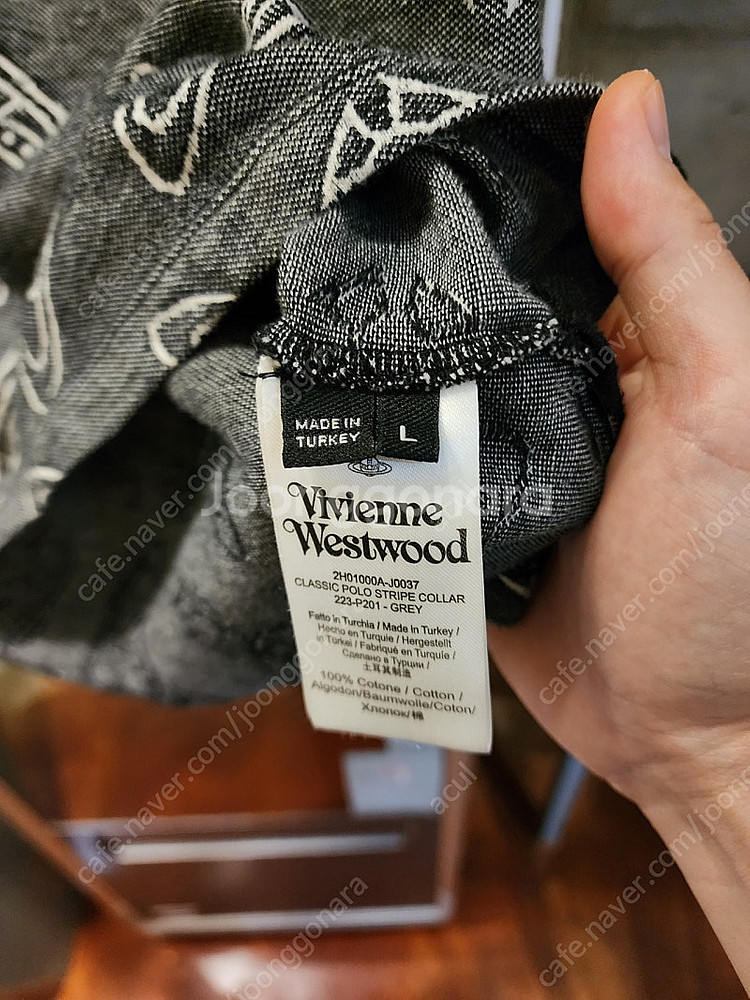 MADE IN
TURKEY
L
Vivienne
Westwood
2H01000A-J0037
CLASSIC POLO STRIPE COLLAR
223-P201 - GREY
Fatto in Turchia / Made in Turkey /
Hecho en Turquie / Hergestellt
in Türkei / Fabriqué en Turquie /
Сделано в Турции /
土耳其制造
100% Cotone / Cotton /
Algodon/Baumwolle/Coton/
Хлопок/棉
Joonggonara
cafe.naver.com/joonggonara